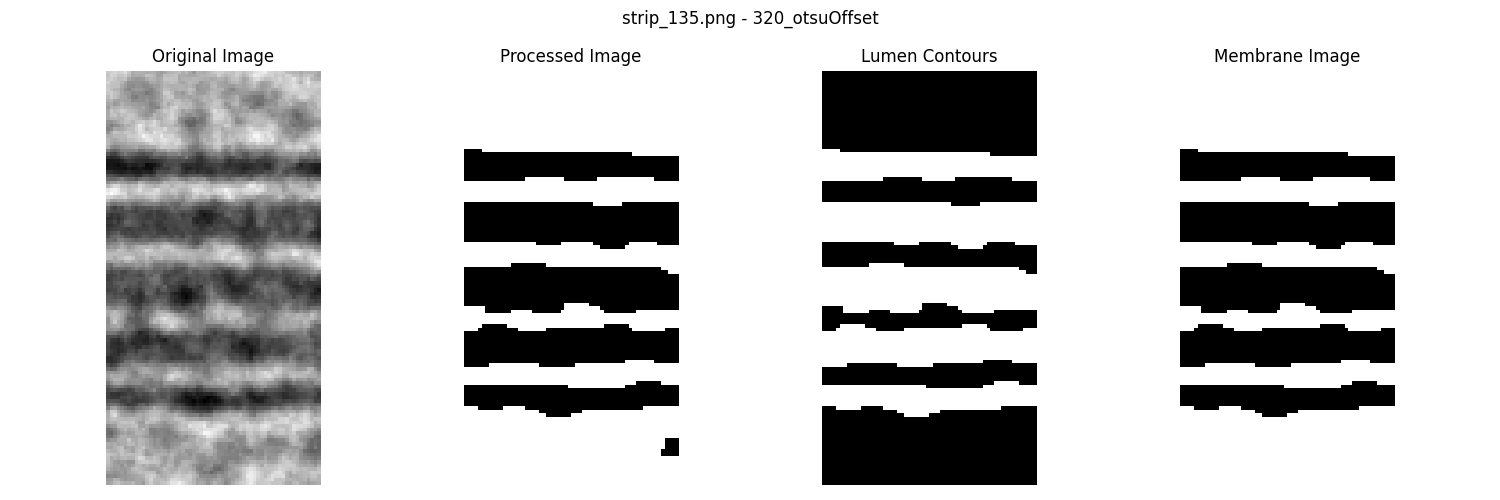 strip_135.png - 320_otsuOffset
Original Image
Processed Image
Lumen Contours
Membrane Image